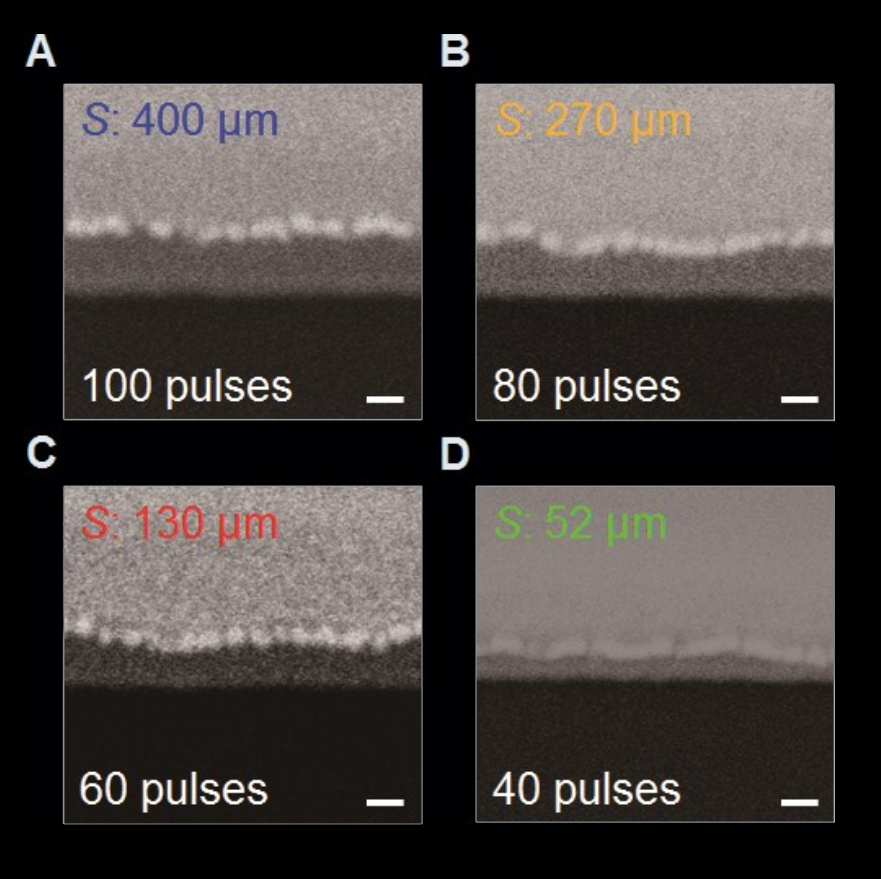 A
B
S: 400 µm
S: 270 µm
100 pulses
80 pulses
C
D
S: 130 µm
S: 52 µm
60 pulses
40 pulses